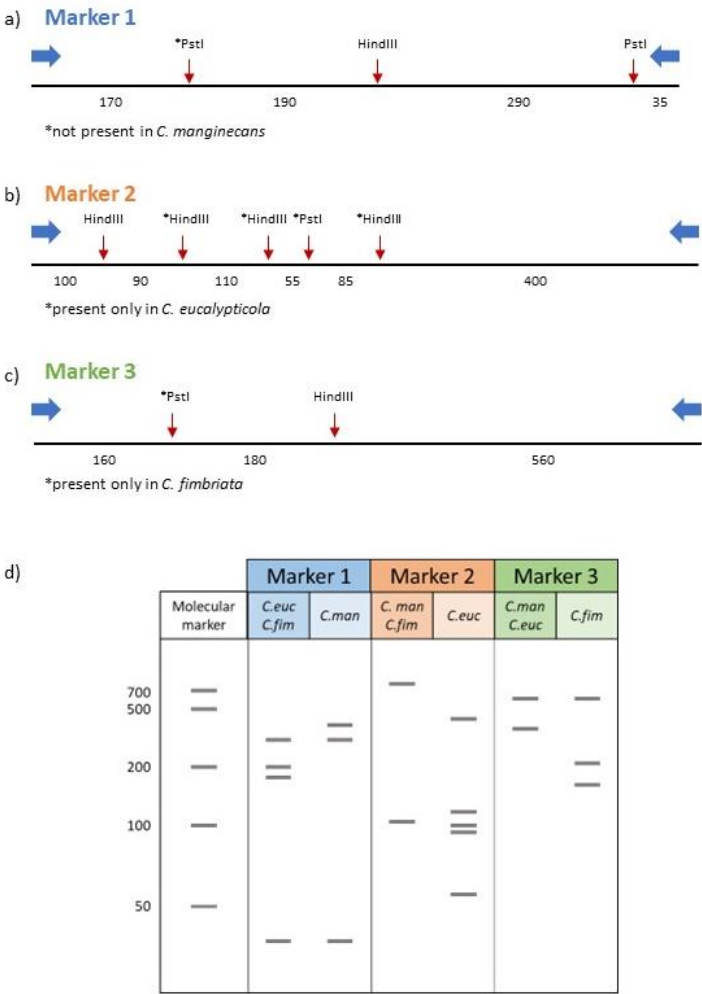 a) Marker 1
*PstI HindIII PstI
170 190 290 35
*not present in C. manginecans
b) Marker 2
HindIII *HindIII *HindIII *PstI *HindIII
100 90 110 55 85 400
*present only in C. eucalypticola
c) Marker 3
*PstI HindIII
160 180 560
*present only in C. fimbriata
d)
Marker 1 Marker 2 Marker 3
Molecular marker
C.euc C.fim
C.man
C. man C.fim
C.euc
C.man C.euc
C.fim
700
500
200
100
50